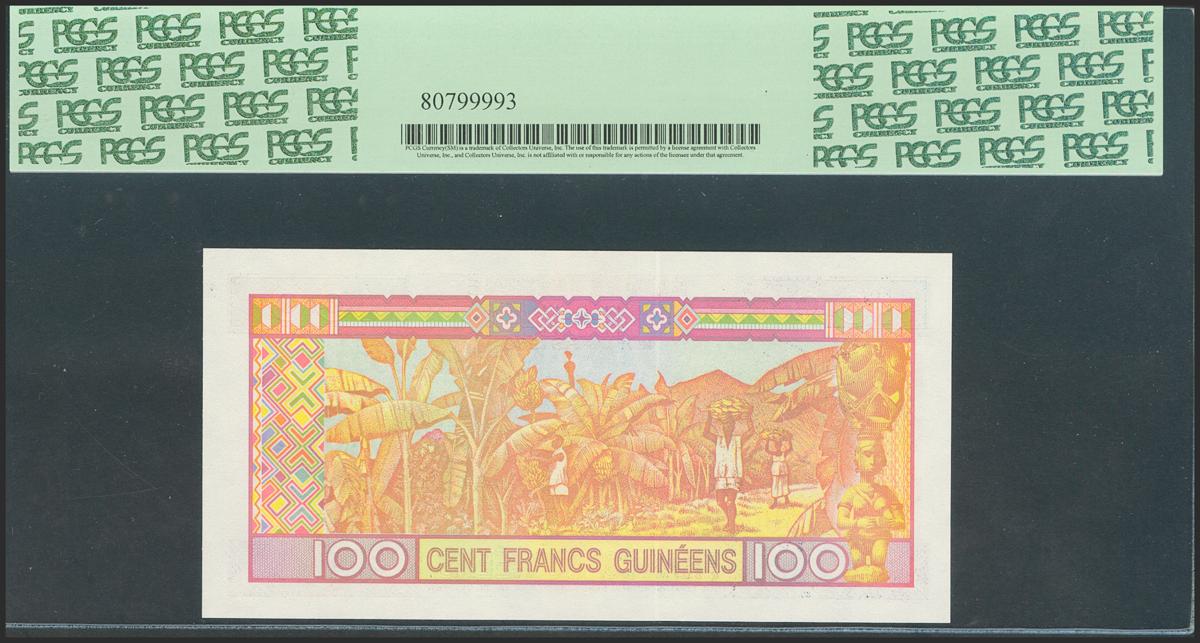 PCGS CURRENCY
80799993
PCGS Currency(SM) is a trademark of Collectors Universe, Inc. The use of this trademark is permitted by a license agreement with Collectors
Universe, Inc., and Collectors Universe, Inc. is not affiliated with or responsible for any actions of the licensee under that agreement.
100 CENT FRANCS GUINÉENS 100